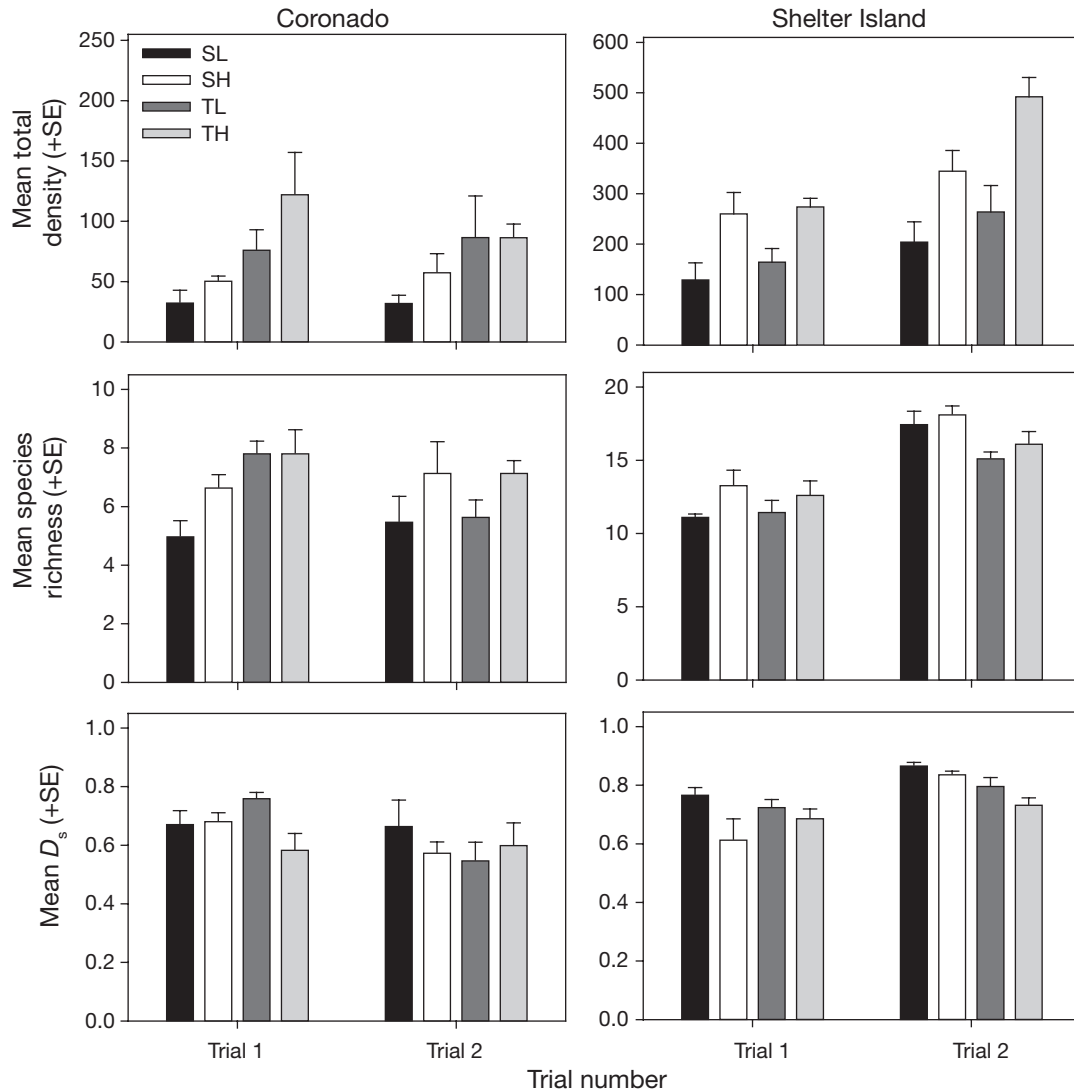 Coronado
Shelter Island
Mean total
density (+SE)
250
200
150
100
50
0
SL
SH
TL
TH
600
500
400
300
200
100
0
Mean species
richness (+SE)
10
8
6
4
2
0
20
15
10
5
0
Mean Ds (+SE)
1.0
0.8
0.6
0.4
0.2
0.0
1.0
0.8
0.6
0.4
0.2
0.0
Trial 1
Trial 2
Trial 1
Trial 2
Trial number